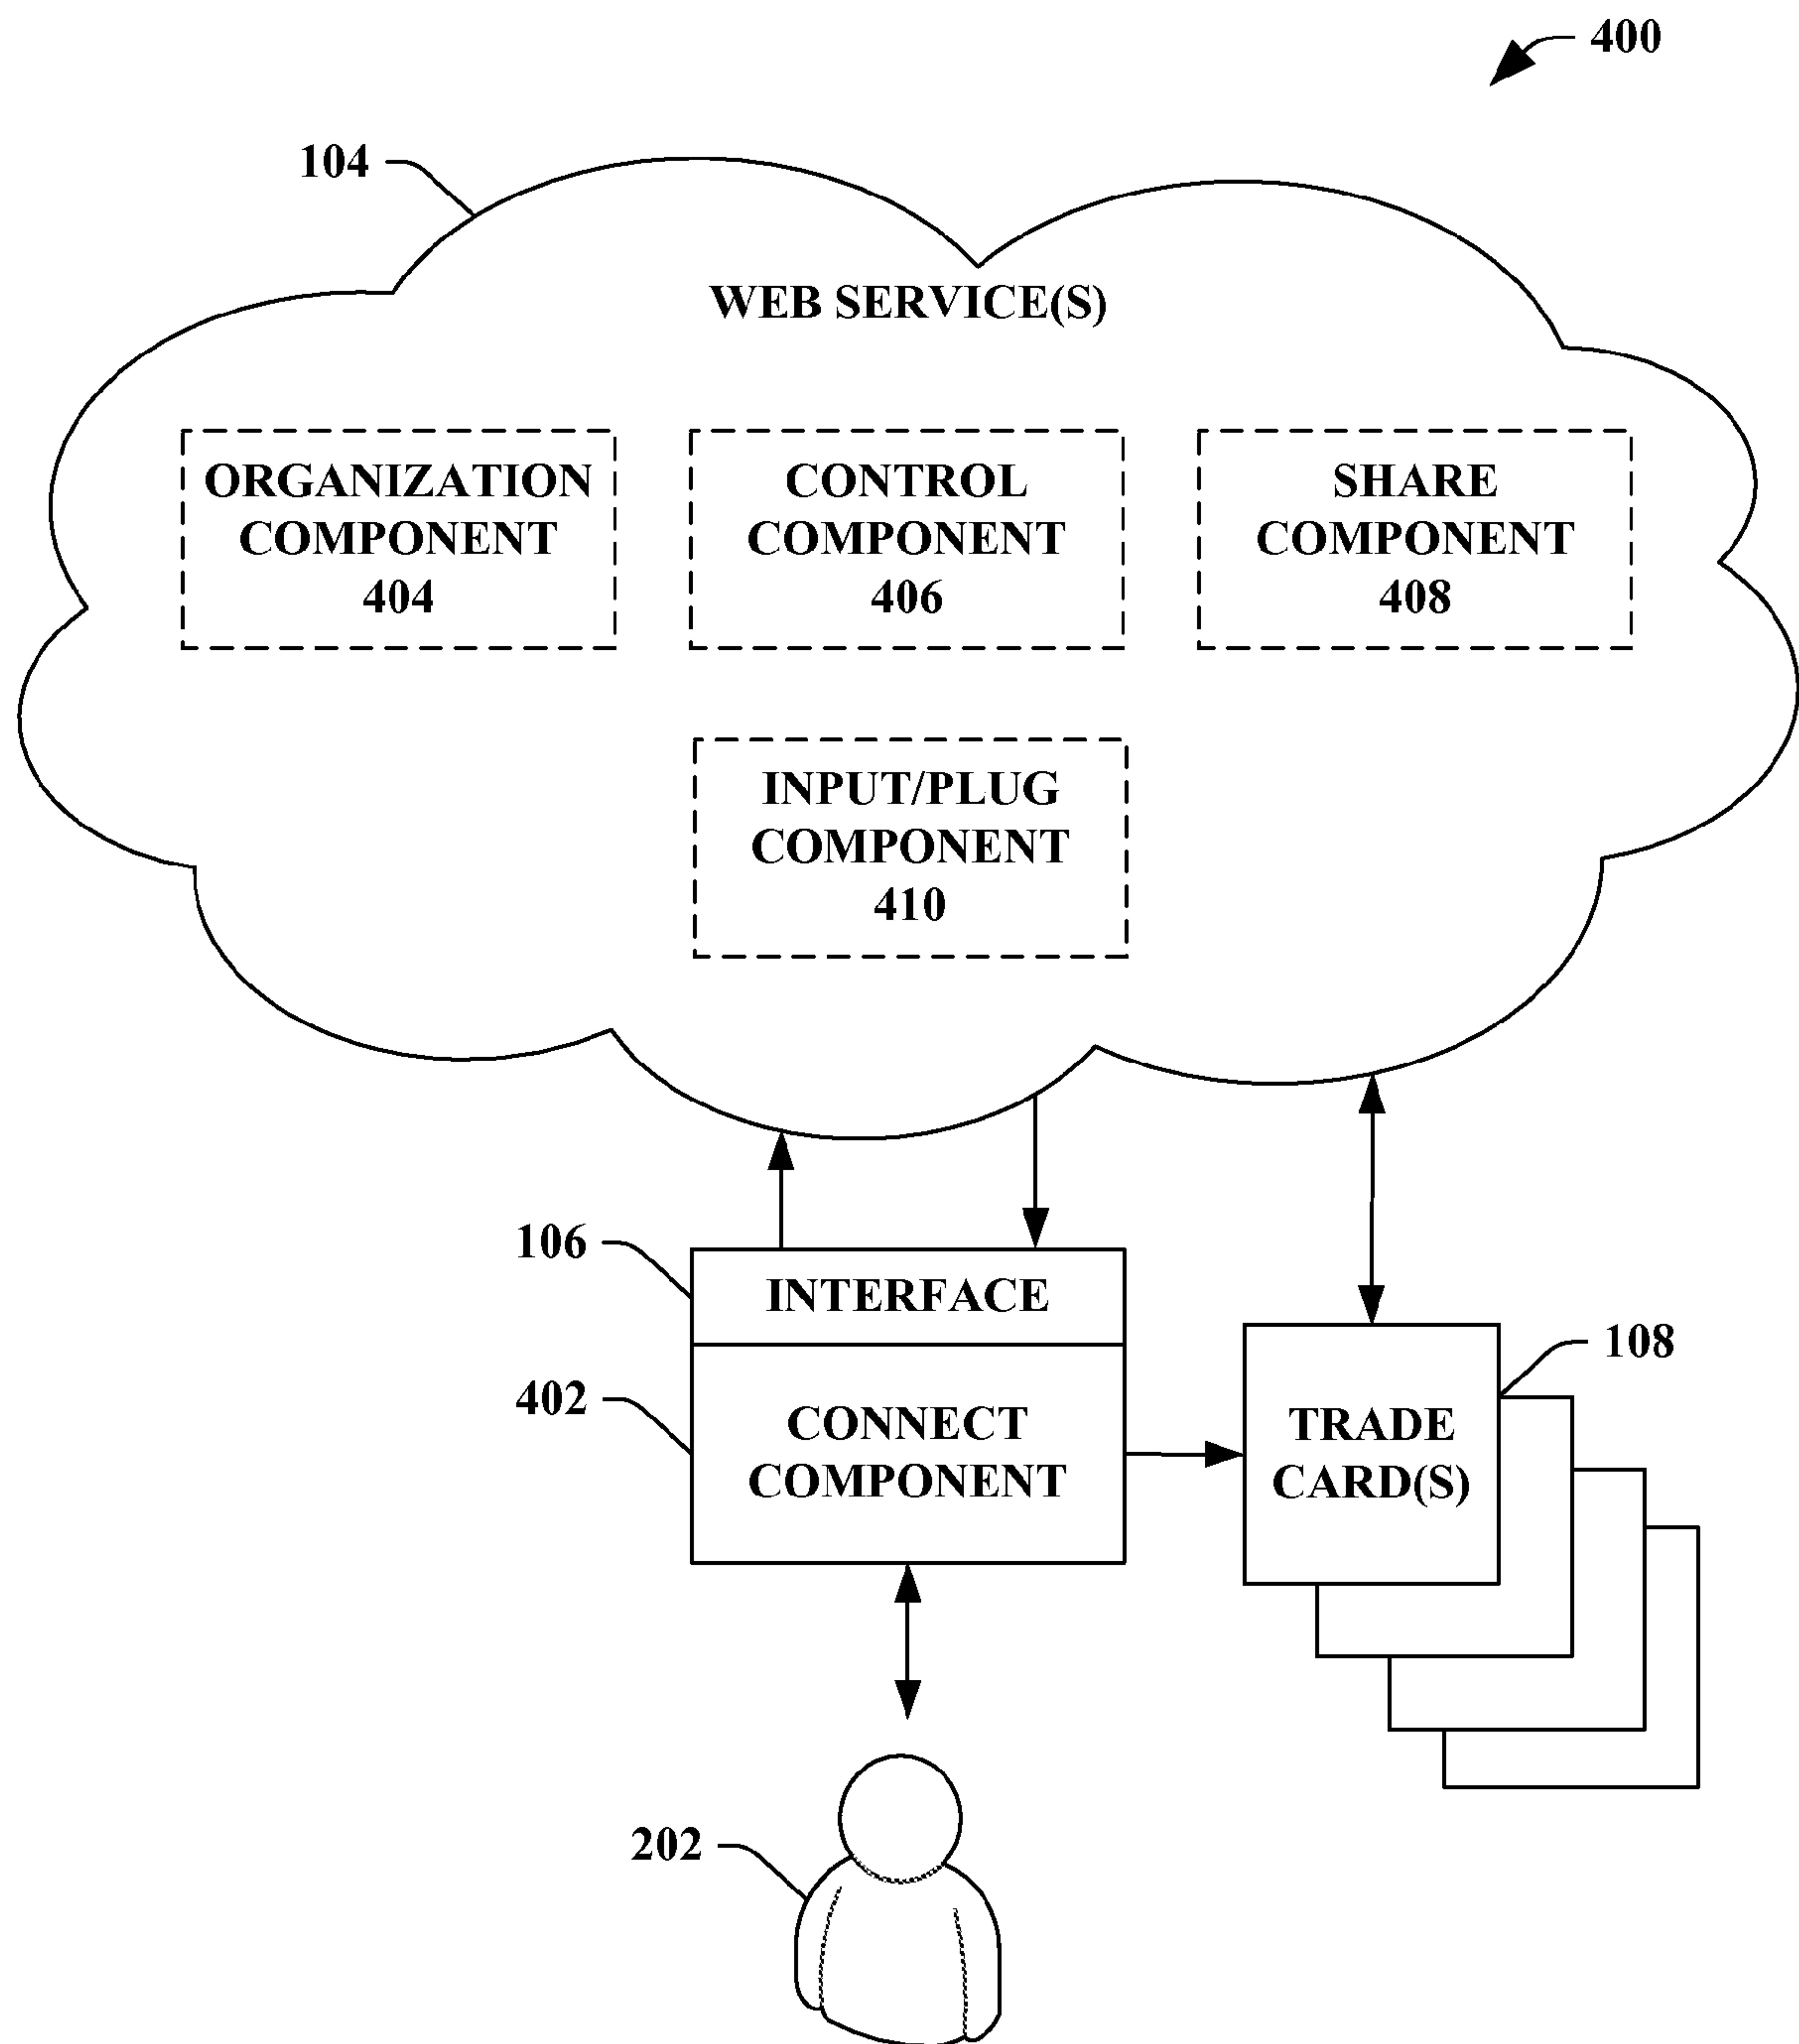 400
104
WEB SERVICE(S)
ORGANIZATION
COMPONENT
404
CONTROL
COMPONENT
406
SHARE
COMPONENT
408
INPUT/PLUG
COMPONENT
410
106
INTERFACE
402
CONNECT
COMPONENT
108
TRADE
CARD(S)
202